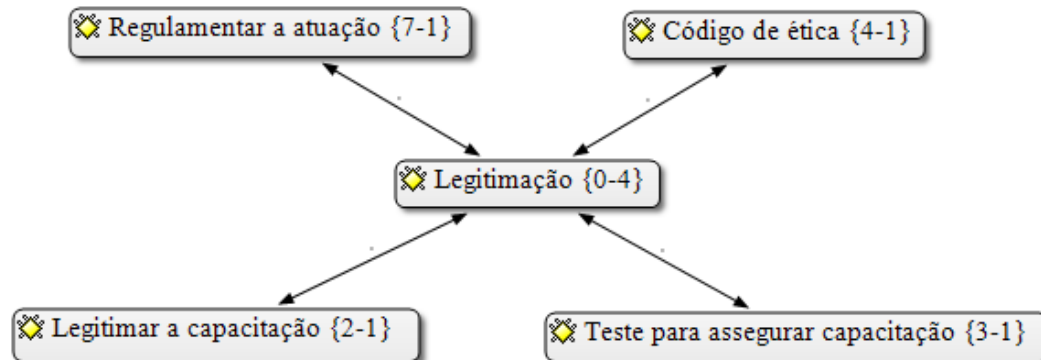 Regulamentar a atuação {7-1}
Código de ética {4-1}
Legitimação {0-4}
Legitimar a capacitação {2-1}
Teste para assegurar capacitação {3-1}